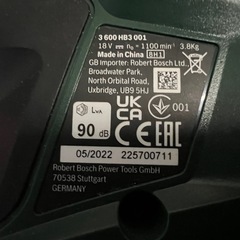 3 600 HB3 001
18 V ⎓ n₀ = 1100 min⁻¹ 3.8Kg
Made in China 8H1
GB importer: Robert Bosch Ltd.
Broadwater Park,
North Orbital Road,
Uxbridge, UB9 5HJ
LWA
90 dB
UK CA
001
CE EAC
05/2022 225700711
Robert Bosch Power Tools GmbH
70538 Stuttgart
GERMANY